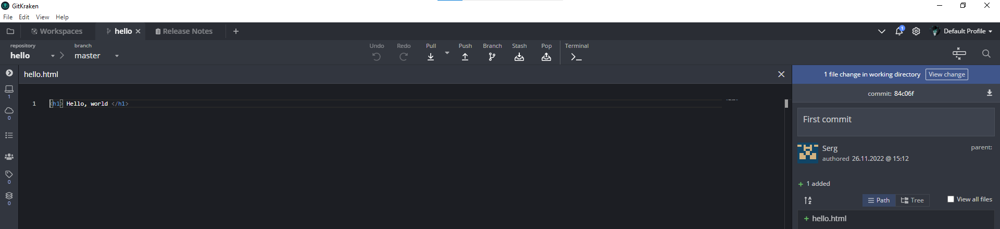 GitKraken
File Edit View Help
Workspaces hello Release Notes
1
Default Profile
repository
hello
branch
master
Undo Redo Pull Push Branch Stash Pop Terminal
hello.html
1 <h1> Hello, world </h1>
1
0
0
0
1 file change in working directory View change
commit: 84c06f
First commit
Serg
authored 26.11.2022 @ 15:12
parent:
+ 1 added
Path Tree View all files
+ hello.html